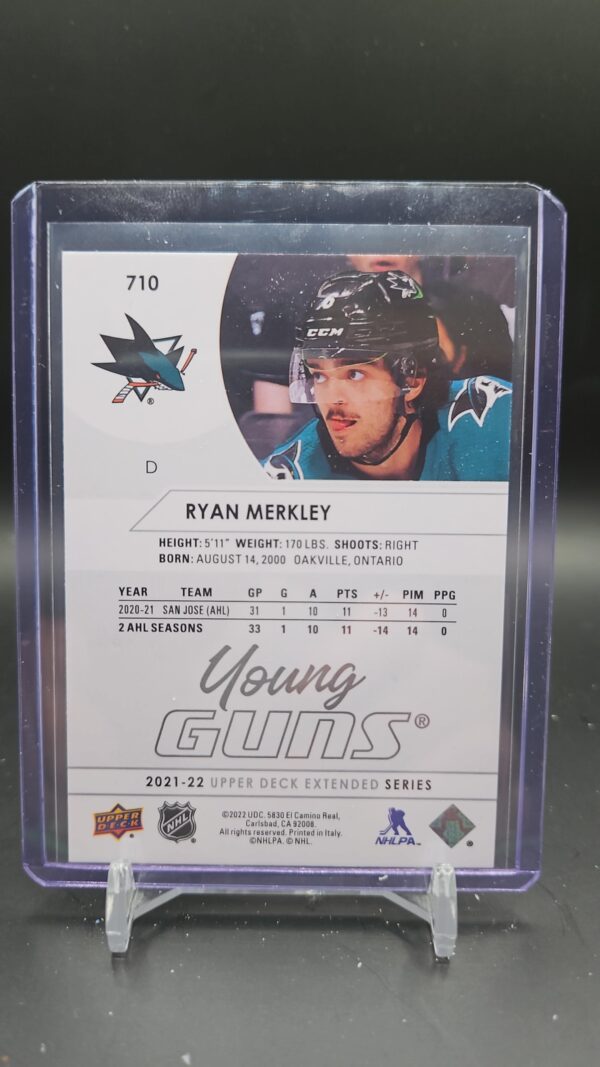 710
CCM
D
RYAN MERKLEY
HEIGHT: 5'11" WEIGHT: 170 LBS. SHOOTS: RIGHT
BORN: AUGUST 14, 2000 OAKVILLE, ONTARIO
YEAR TEAM GP G A PTS +/- PIM PPG
2020-21 SAN JOSE (AHL) 31 1 10 11 -13 14 0
2 AHL SEASONS 33 1 10 11 -14 14 0
Young
GUNS®
2021-22 UPPER DECK EXTENDED SERIES
UPPER DECK
NHL
©2022 UDC. 5830 El Camino Real,
Carlsbad, CA 92008.
All rights reserved. Printed in Italy.
©NHLPA. © NHL.
NHLPA™